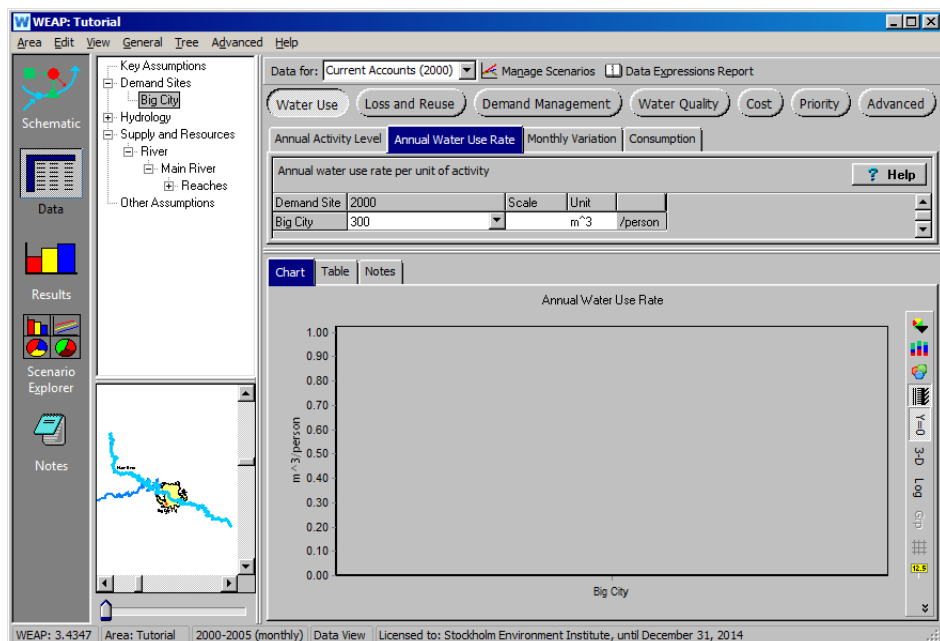 WEAP: Tutorial
Area Edit View General Tree Advanced Help
Schematic
Data
Results
Scenario
Explorer
Notes
Key Assumptions
Demand Sites
Big City
Hydrology
Supply and Resources
River
Main River
Reaches
Other Assumptions
Data for: Current Accounts (2000) Manage Scenarios Data Expressions Report
Water Use Loss and Reuse Demand Management Water Quality Cost Priority Advanced
Annual Activity Level Annual Water Use Rate Monthly Variation Consumption
Annual water use rate per unit of activity ? Help
Demand Site 2000 Scale Unit
Big City 300 m^3 /person
Chart Table Notes
Annual Water Use Rate
m^3/person
1.00
0.90
0.80
0.70
0.60
0.50
0.40
0.30
0.20
0.10
0.00
Big City
Y=0
3-D
Log
Grp
12.5
WEAP: 3.4347 Area: Tutorial 2000-2005 (monthly) Data View Licensed to: Stockholm Environment Institute, until December 31, 2014